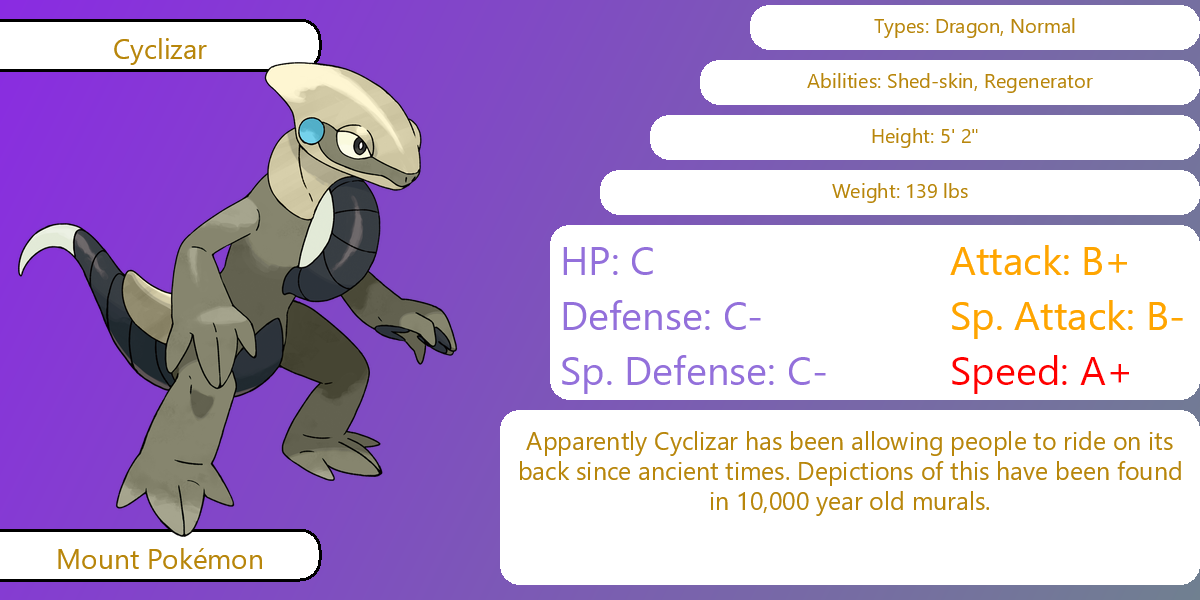 Cyclizar
Types: Dragon, Normal
Abilities: Shed-skin, Regenerator
Height: 5' 2"
Weight: 139 lbs
HP: C
Attack: B+
Defense: C-
Sp. Attack: B-
Sp. Defense: C-
Speed: A+
Apparently Cyclizar has been allowing people to ride on its
back since ancient times. Depictions of this have been found
in 10,000 year old murals.
Mount Pokémon